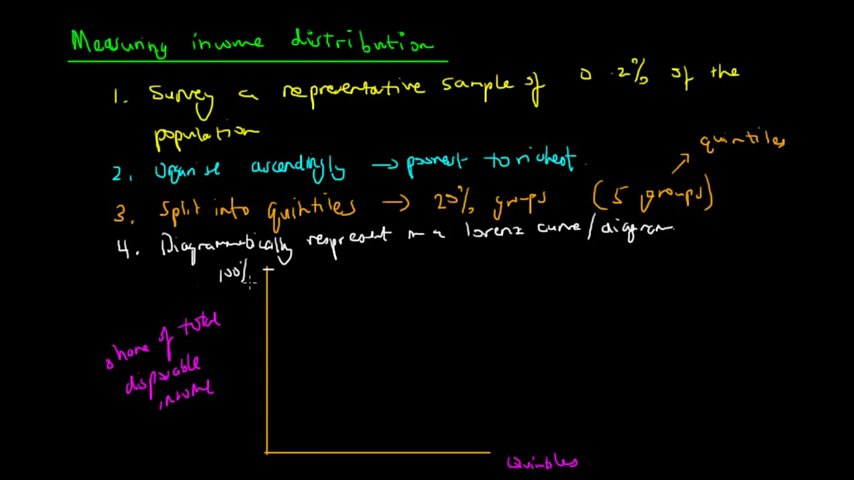 Measuring income distribution
1. Survey a representative sample of 0.2% of the
population
quintiles
2. Organise ascendingly → poorest to richest.
3. Split into quintiles → 20% groups (5 groups)
4. Diagrammatically respresent in a lorenz curve/diagram
100%
share of total
disposable
income
Quintiles